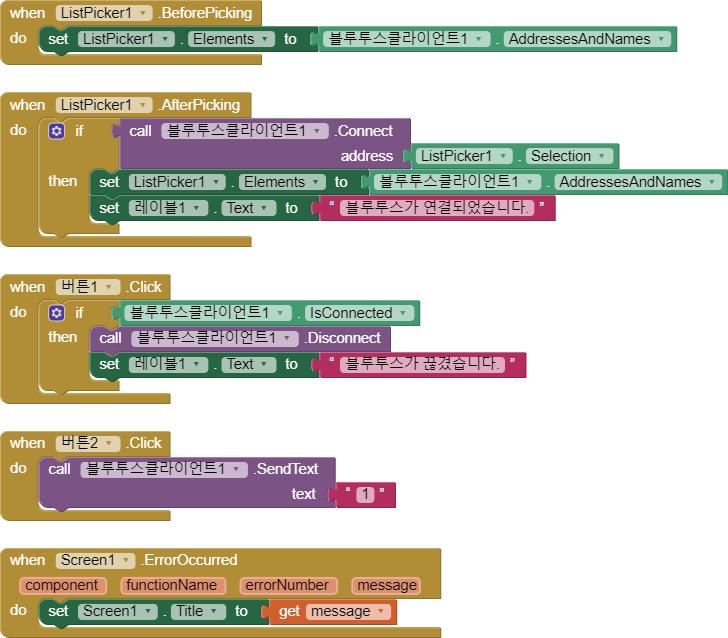 when ListPicker1 .BeforePicking
do set ListPicker1 . Elements to 블루투스클라이언트1 . AddressesAndNames
when ListPicker1 .AfterPicking
do if call 블루투스클라이언트1 .Connect
address ListPicker1 . Selection
then set ListPicker1 . Elements to 블루투스클라이언트1 . AddressesAndNames
set 레이블1 . Text to “ 블루투스가 연결되었습니다. ”
when 버튼1 .Click
do if 블루투스클라이언트1 . IsConnected
then call 블루투스클라이언트1 .Disconnect
set 레이블1 . Text to “ 블루투스가 끊겼습니다. ”
when 버튼2 .Click
do call 블루투스클라이언트1 .SendText
text “ 1 ”
when Screen1 .ErrorOccurred
component functionName errorNumber message
do set Screen1 . Title to get message